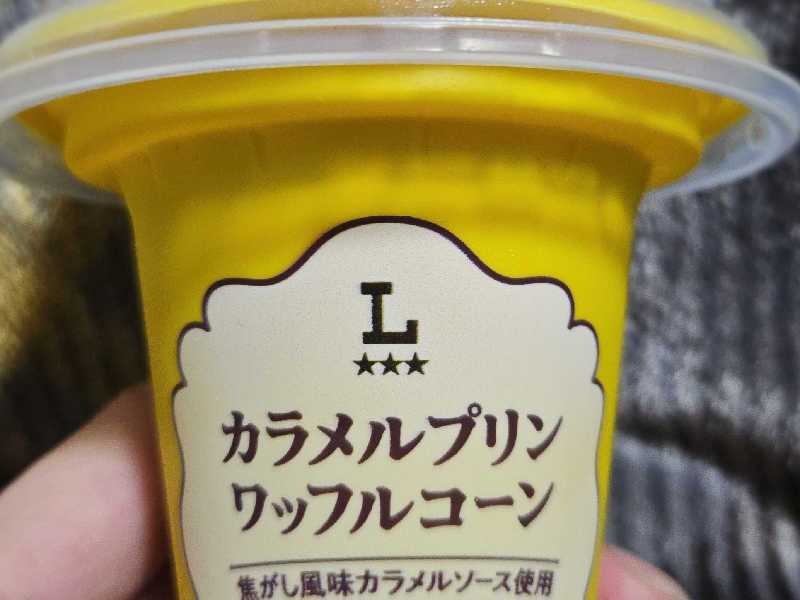 L
★★★
カラメルプリン
ワッフルコーン
焦がし風味カラメルソース使用